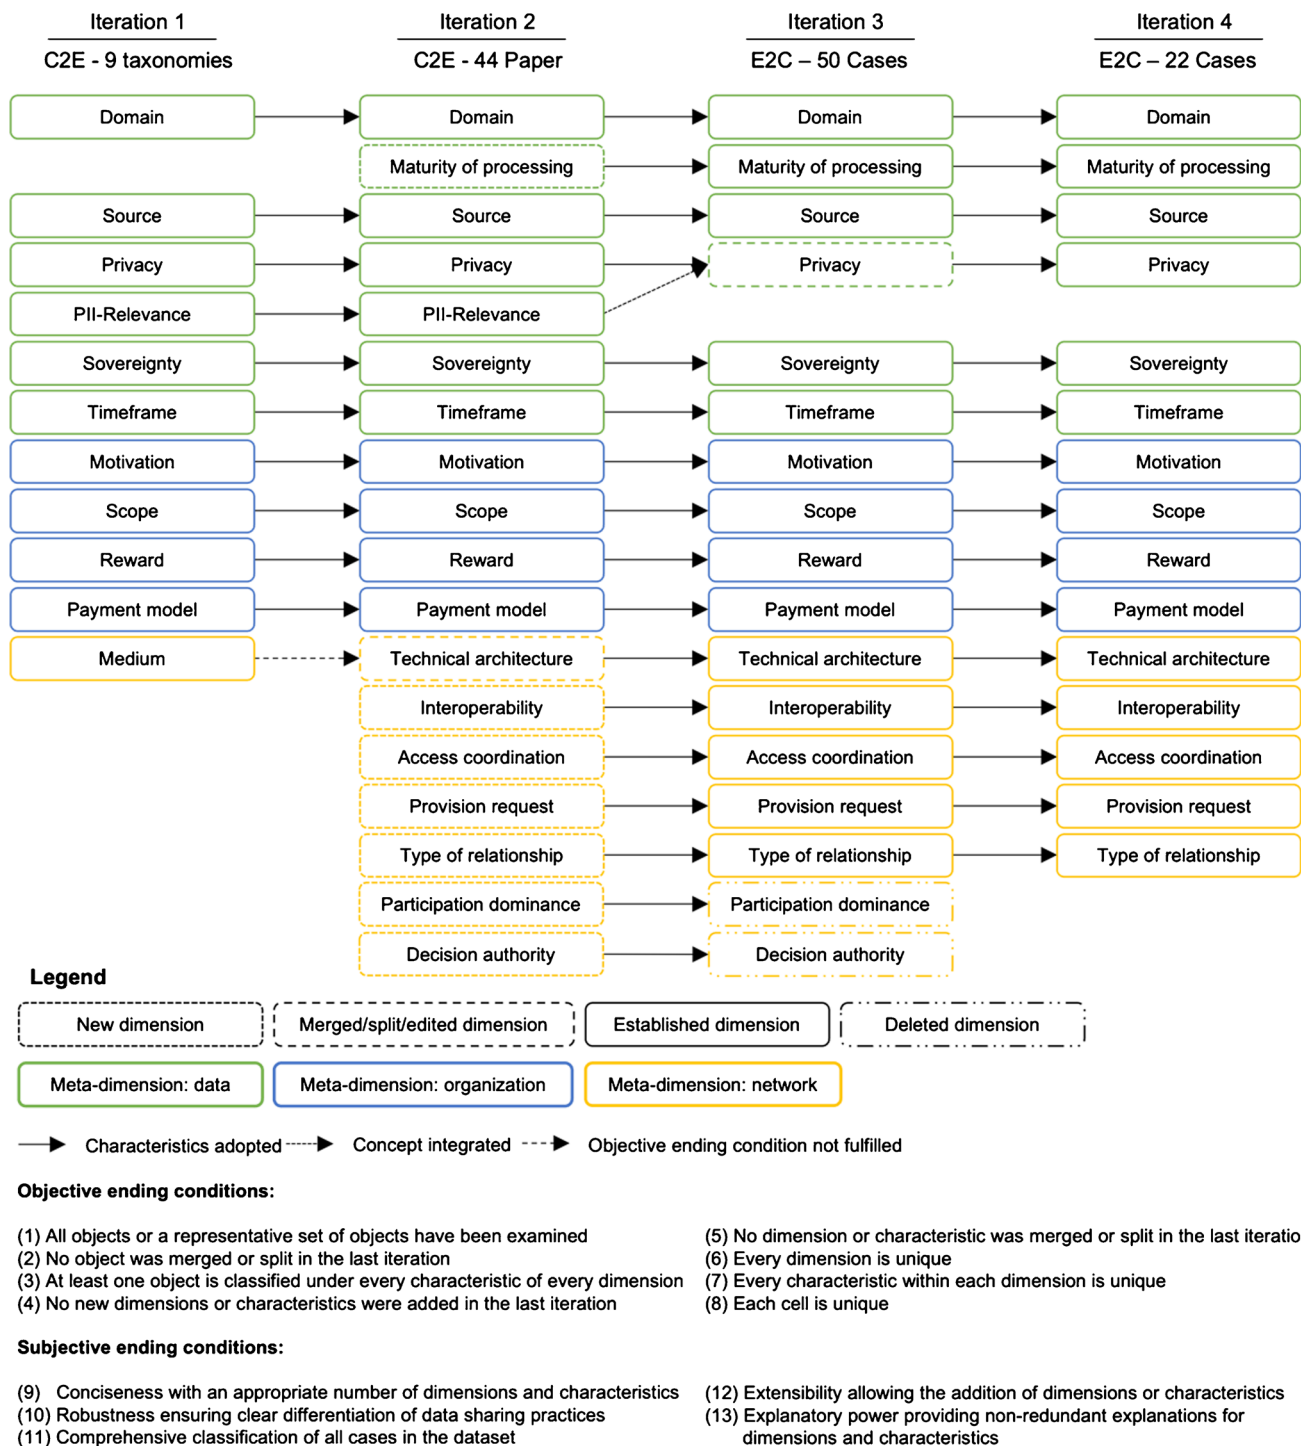 Iteration 1 Iteration 2 Iteration 3 Iteration 4
C2E - 9 taxonomies C2E - 44 Paper E2C – 50 Cases E2C – 22 Cases
Domain Domain Domain Domain
Maturity of processing Maturity of processing Maturity of processing
Source Source Source Source
Privacy Privacy Privacy Privacy
PII-Relevance PII-Relevance
Sovereignty Sovereignty Sovereignty Sovereignty
Timeframe Timeframe Timeframe Timeframe
Motivation Motivation Motivation Motivation
Scope Scope Scope Scope
Reward Reward Reward Reward
Payment model Payment model Payment model Payment model
Medium Technical architecture Technical architecture Technical architecture
Interoperability Interoperability Interoperability
Access coordination Access coordination Access coordination
Provision request Provision request Provision request
Type of relationship Type of relationship Type of relationship
Participation dominance Participation dominance
Decision authority Decision authority
Legend
New dimension Merged/split/edited dimension Established dimension Deleted dimension
Meta-dimension: data Meta-dimension: organization Meta-dimension: network
Characteristics adopted Concept integrated Objective ending condition not fulfilled
Objective ending conditions:
(1) All objects or a representative set of objects have been examined
(2) No object was merged or split in the last iteration
(3) At least one object is classified under every characteristic of every dimension
(4) No new dimensions or characteristics were added in the last iteration
(5) No dimension or characteristic was merged or split in the last iteratio
(6) Every dimension is unique
(7) Every characteristic within each dimension is unique
(8) Each cell is unique
Subjective ending conditions:
(9) Conciseness with an appropriate number of dimensions and characteristics
(10) Robustness ensuring clear differentiation of data sharing practices
(11) Comprehensive classification of all cases in the dataset
(12) Extensibility allowing the addition of dimensions or characteristics
(13) Explanatory power providing non-redundant explanations for
dimensions and characteristics